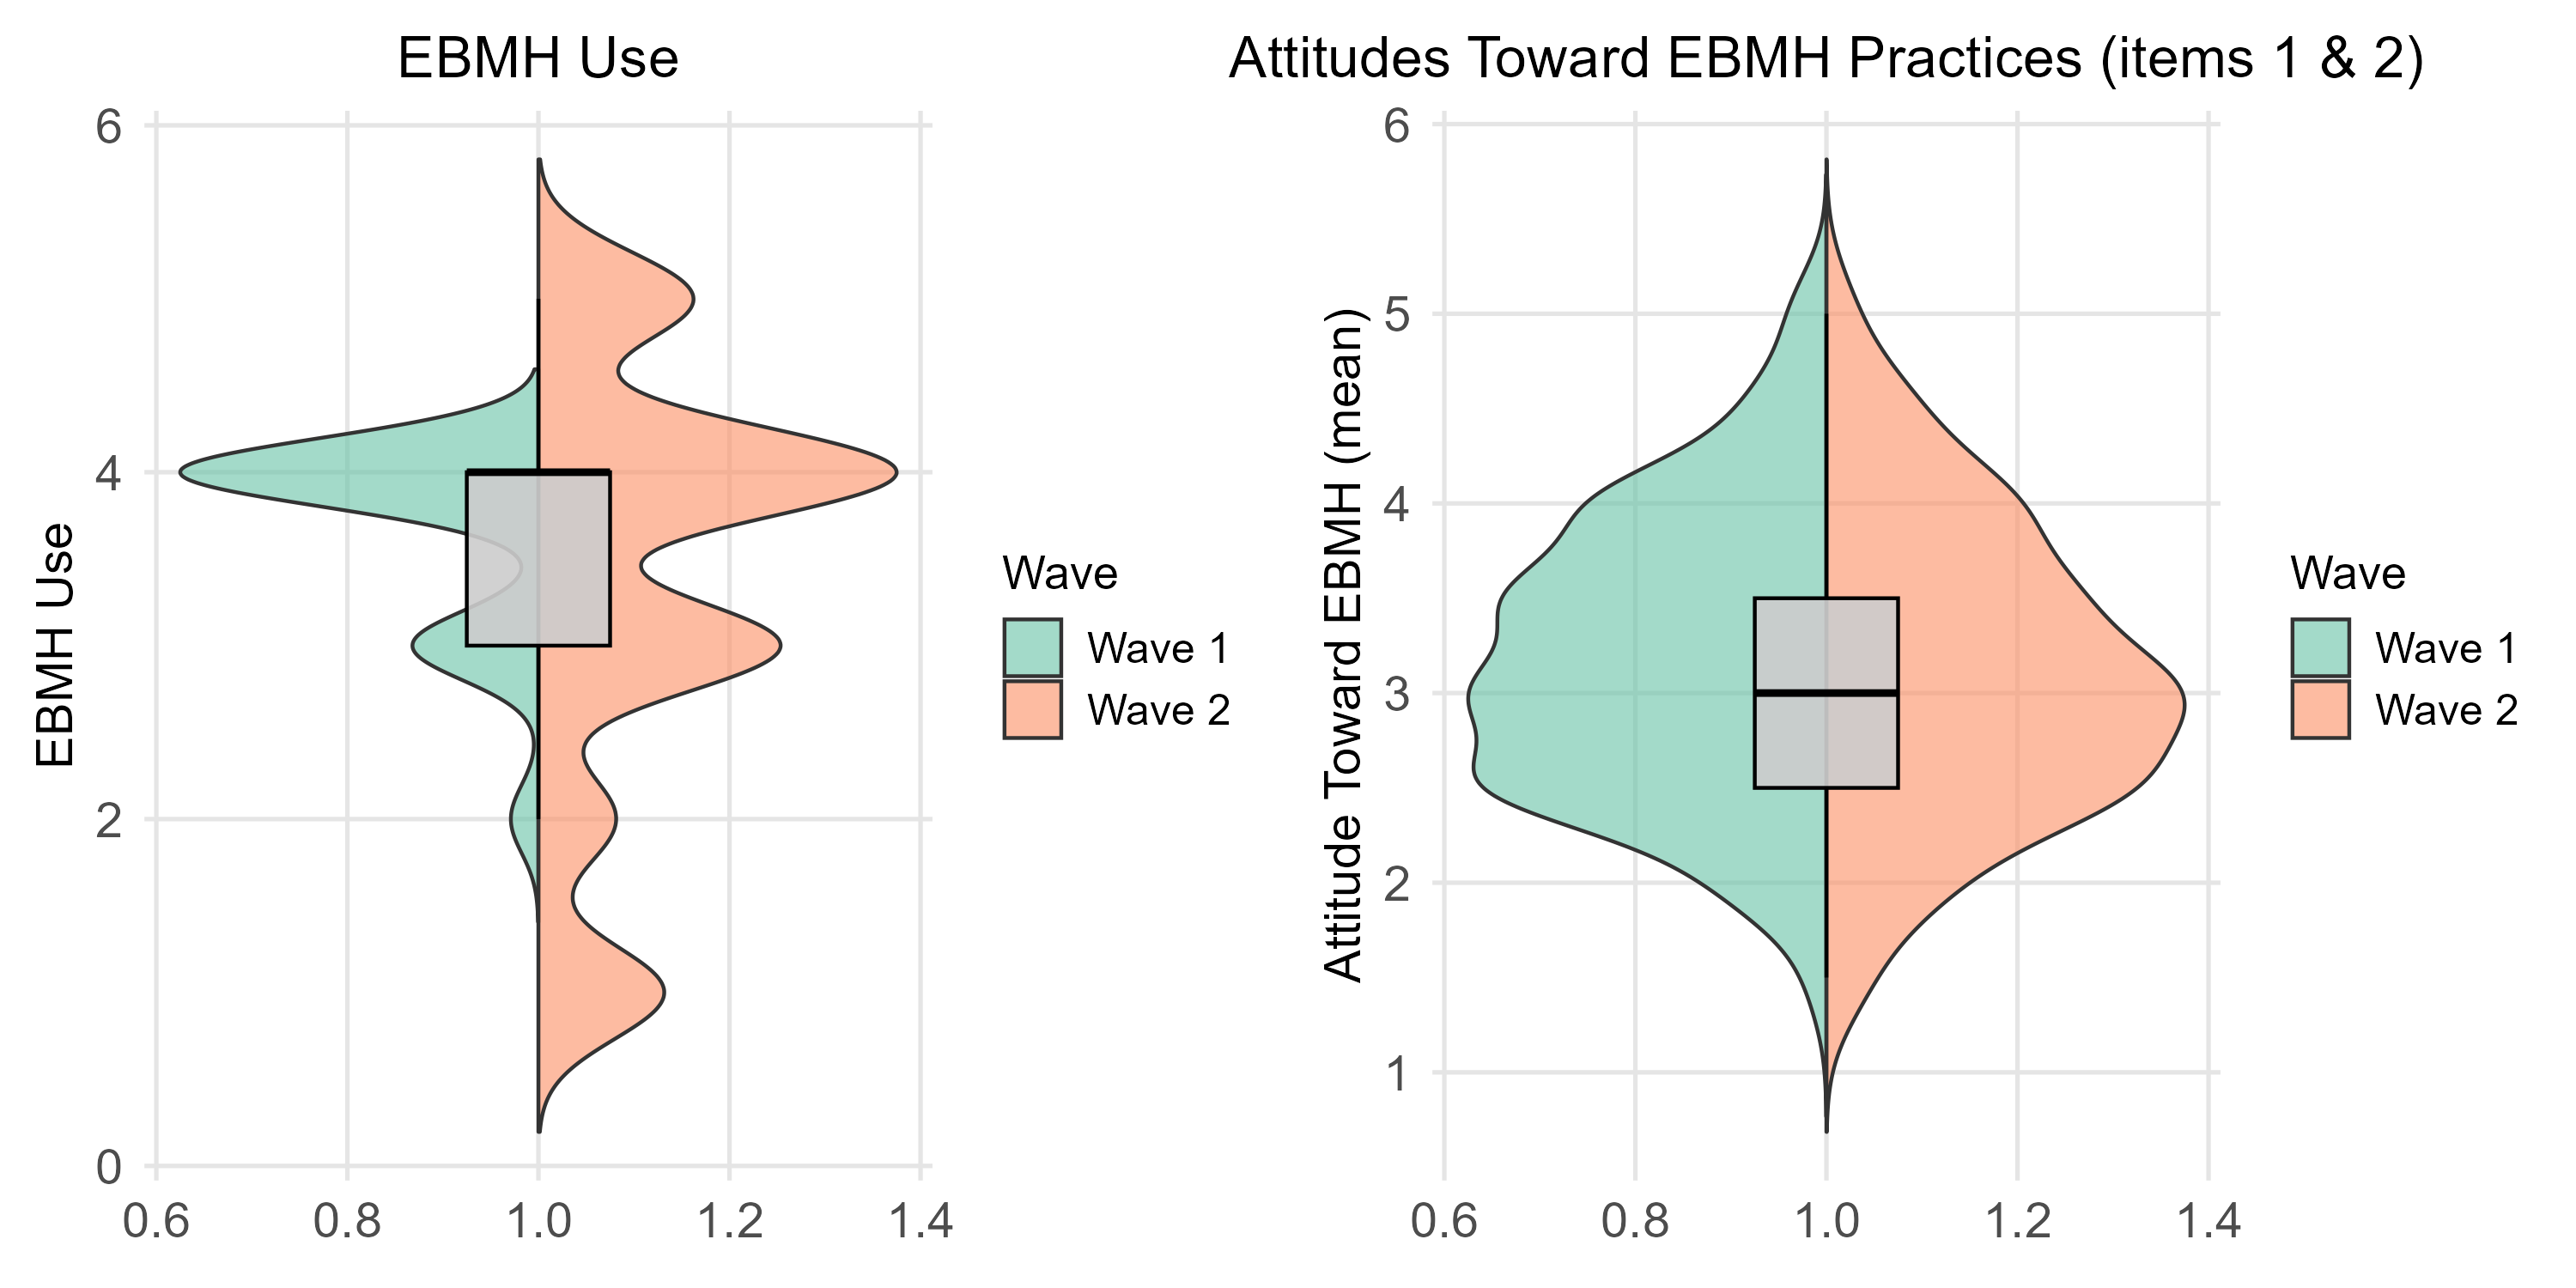 EBMH Use
EBMH Use
6
4
2
0
0.6 0.8 1.0 1.2 1.4
Wave
Wave 1
Wave 2
Attitudes Toward EBMH Practices (items 1 & 2)
Attitude Toward EBMH (mean)
6
5
4
3
2
1
0.6 0.8 1.0 1.2 1.4
Wave
Wave 1
Wave 2